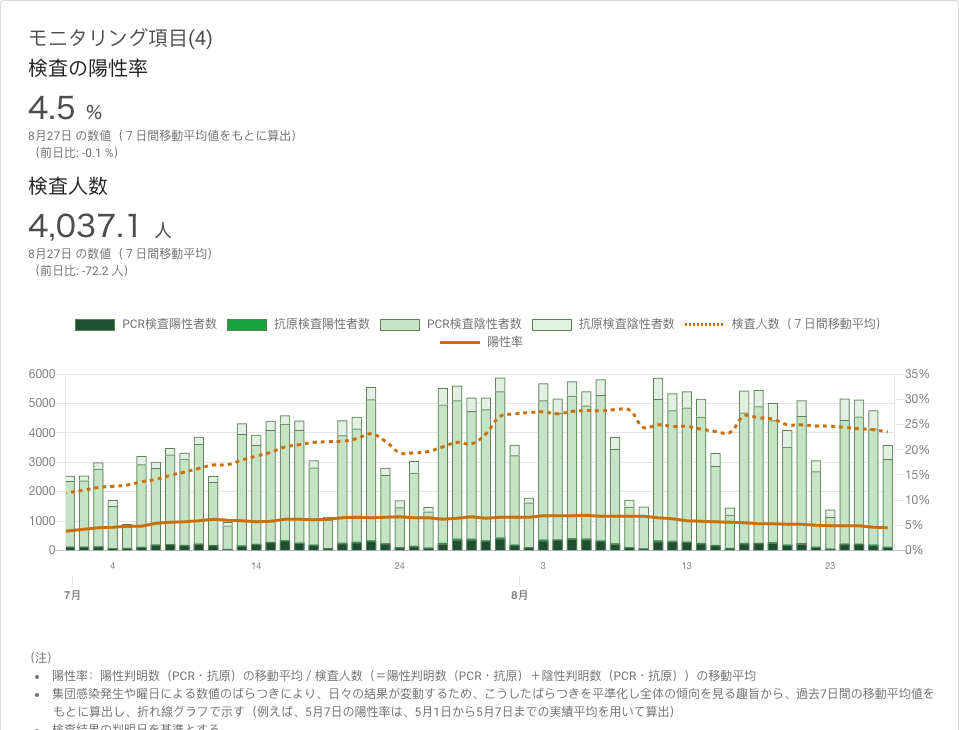 モニタリング項目(4)
検査の陽性率
4.5 %
8月27日 の数値（７日間移動平均値をもとに算出）
（前日比: -0.1 %）
検査人数
4,037.1 人
8月27日 の数値（７日間移動平均）
（前日比: -72.2 人）
PCR検査陽性者数 抗原検査陽性者数 PCR検査陰性者数 抗原検査陰性者数 検査人数（７日間移動平均）
陽性率
6000 35%
5000 30%
4000 25%
3000 20%
2000 15%
1000 10%
0 5%
0%
4 14 24 3 13 23
7月 8月
（注）
• 陽性率：陽性判明数（PCR・抗原）の移動平均 / 検査人数（＝陽性判明数（PCR・抗原）＋陰性判明数（PCR・抗原））の移動平均
• 集団感染発生や曜日による数値のばらつきにより、日々の結果が変動するため、こうしたばらつきを平準化し全体の傾向を見る趣旨から、過去7日間の移動平均値を
もとに算出し、折れ線グラフで示す（例えば、5月7日の陽性率は、5月1日から5月7日までの実績平均を用いて算出）
• 検査結果の判明日を基準とする